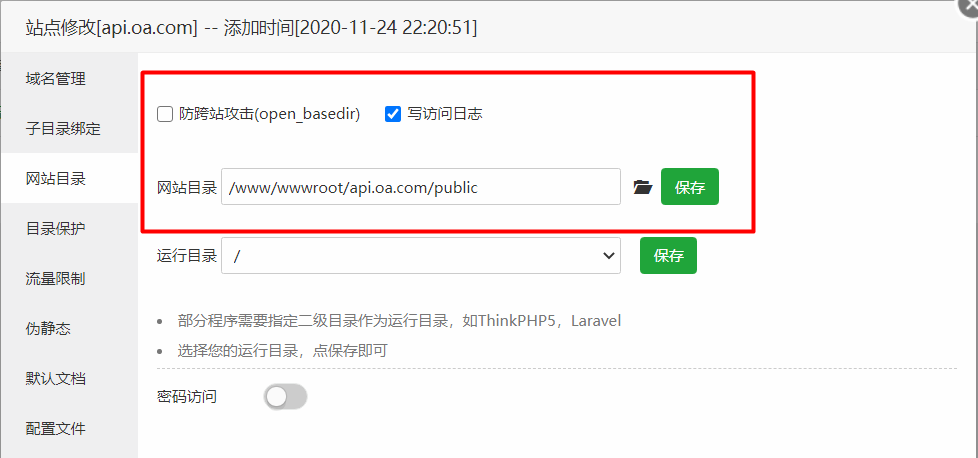 站点修改[api.oa.com] -- 添加时间[2020-11-24 22:20:51]
域名管理
子目录绑定
网站目录
目录保护
流量限制
伪静态
默认文档
配置文件
防跨站攻击(open_basedir) 写访问日志
网站目录 /www/wwwroot/api.oa.com/public 保存
运行目录 / 保存
部分程序需要指定二级目录作为运行目录，如ThinkPHP5，Laravel
选择您的运行目录，点保存即可
密码访问